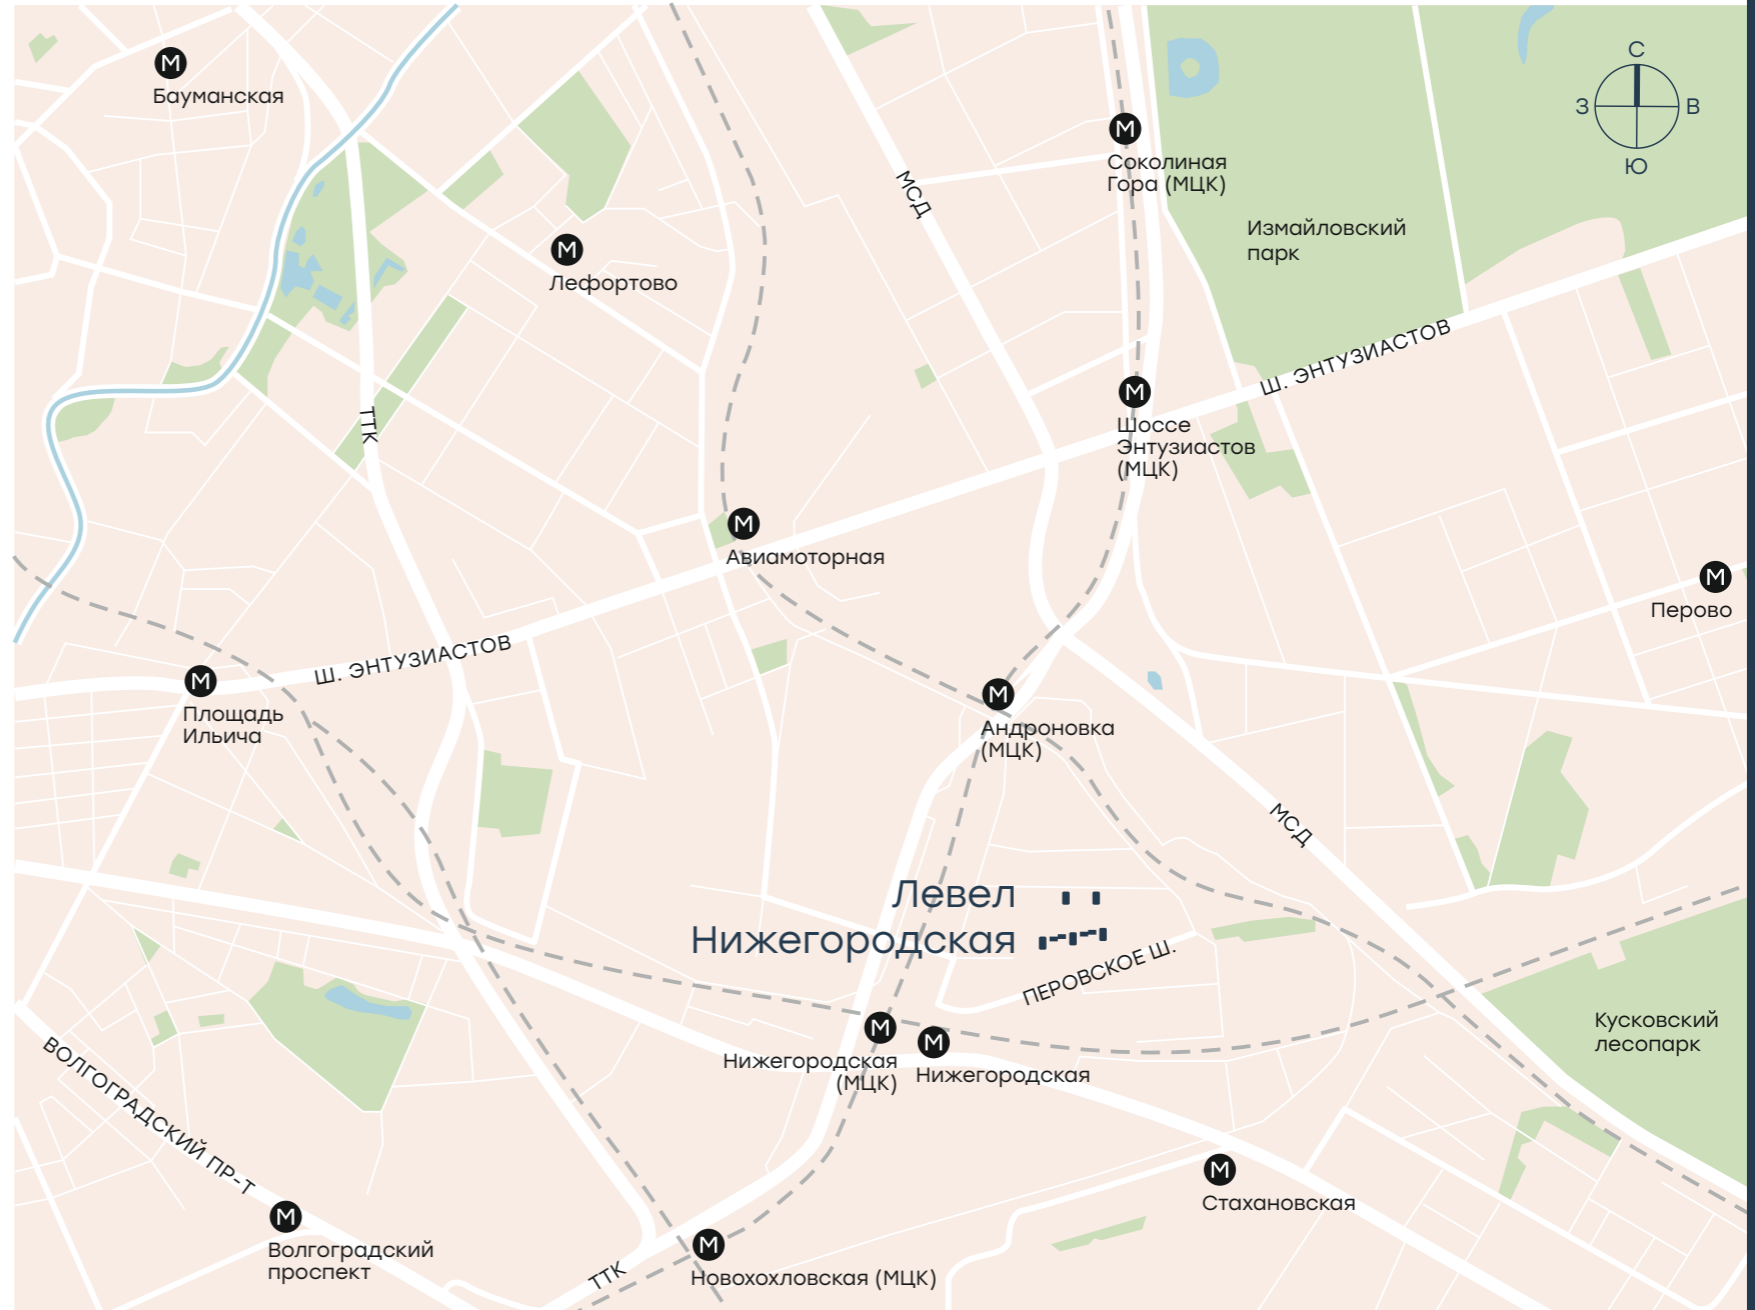 М
Бауманская
С
З
В
Ю
М
Соколиная
Гора (МЦК)
МСД
Измайловский
парк
М
Лефортово
Ш. ЭНТУЗИАСТОВ
М
Шоссе
Энтузиастов
(МЦК)
ТТК
М
Авиамоторная
М
Перово
Ш. ЭНТУЗИАСТОВ
М
Площадь
Ильича
М
Андроновка
(МЦК)
МСД
Левел
Нижегородская
ПЕРОВСКОЕ Ш.
М
Нижегородская
(МЦК)
М
Нижегородская
Кусковский
лесопарк
ВОЛГОГРАДСКИЙ ПР-Т
М
Стахановская
М
Волгоградский
проспект
М
Новохохловская (МЦК)
ТТК